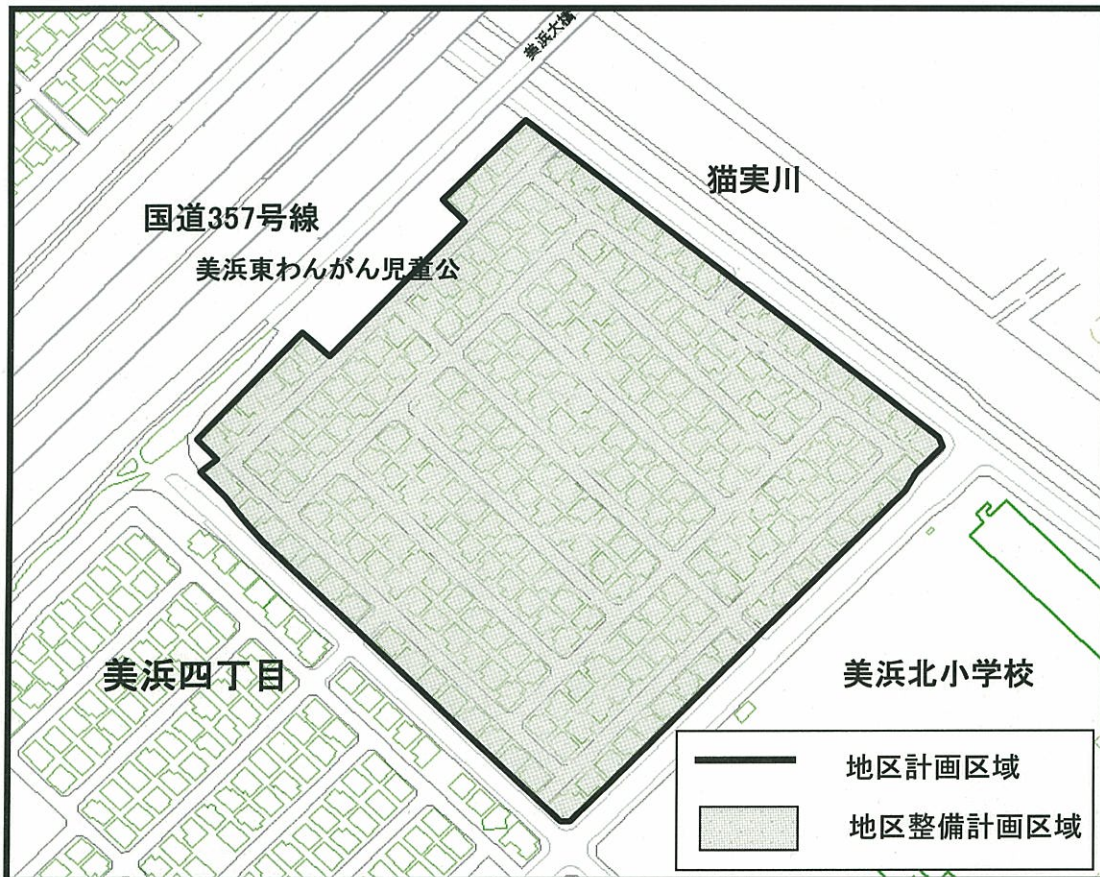 美浜大橋
猫実川
国道357号線
美浜東わんがん児童公
美浜四丁目
美浜北小学校
地区計画区域
地区整備計画区域